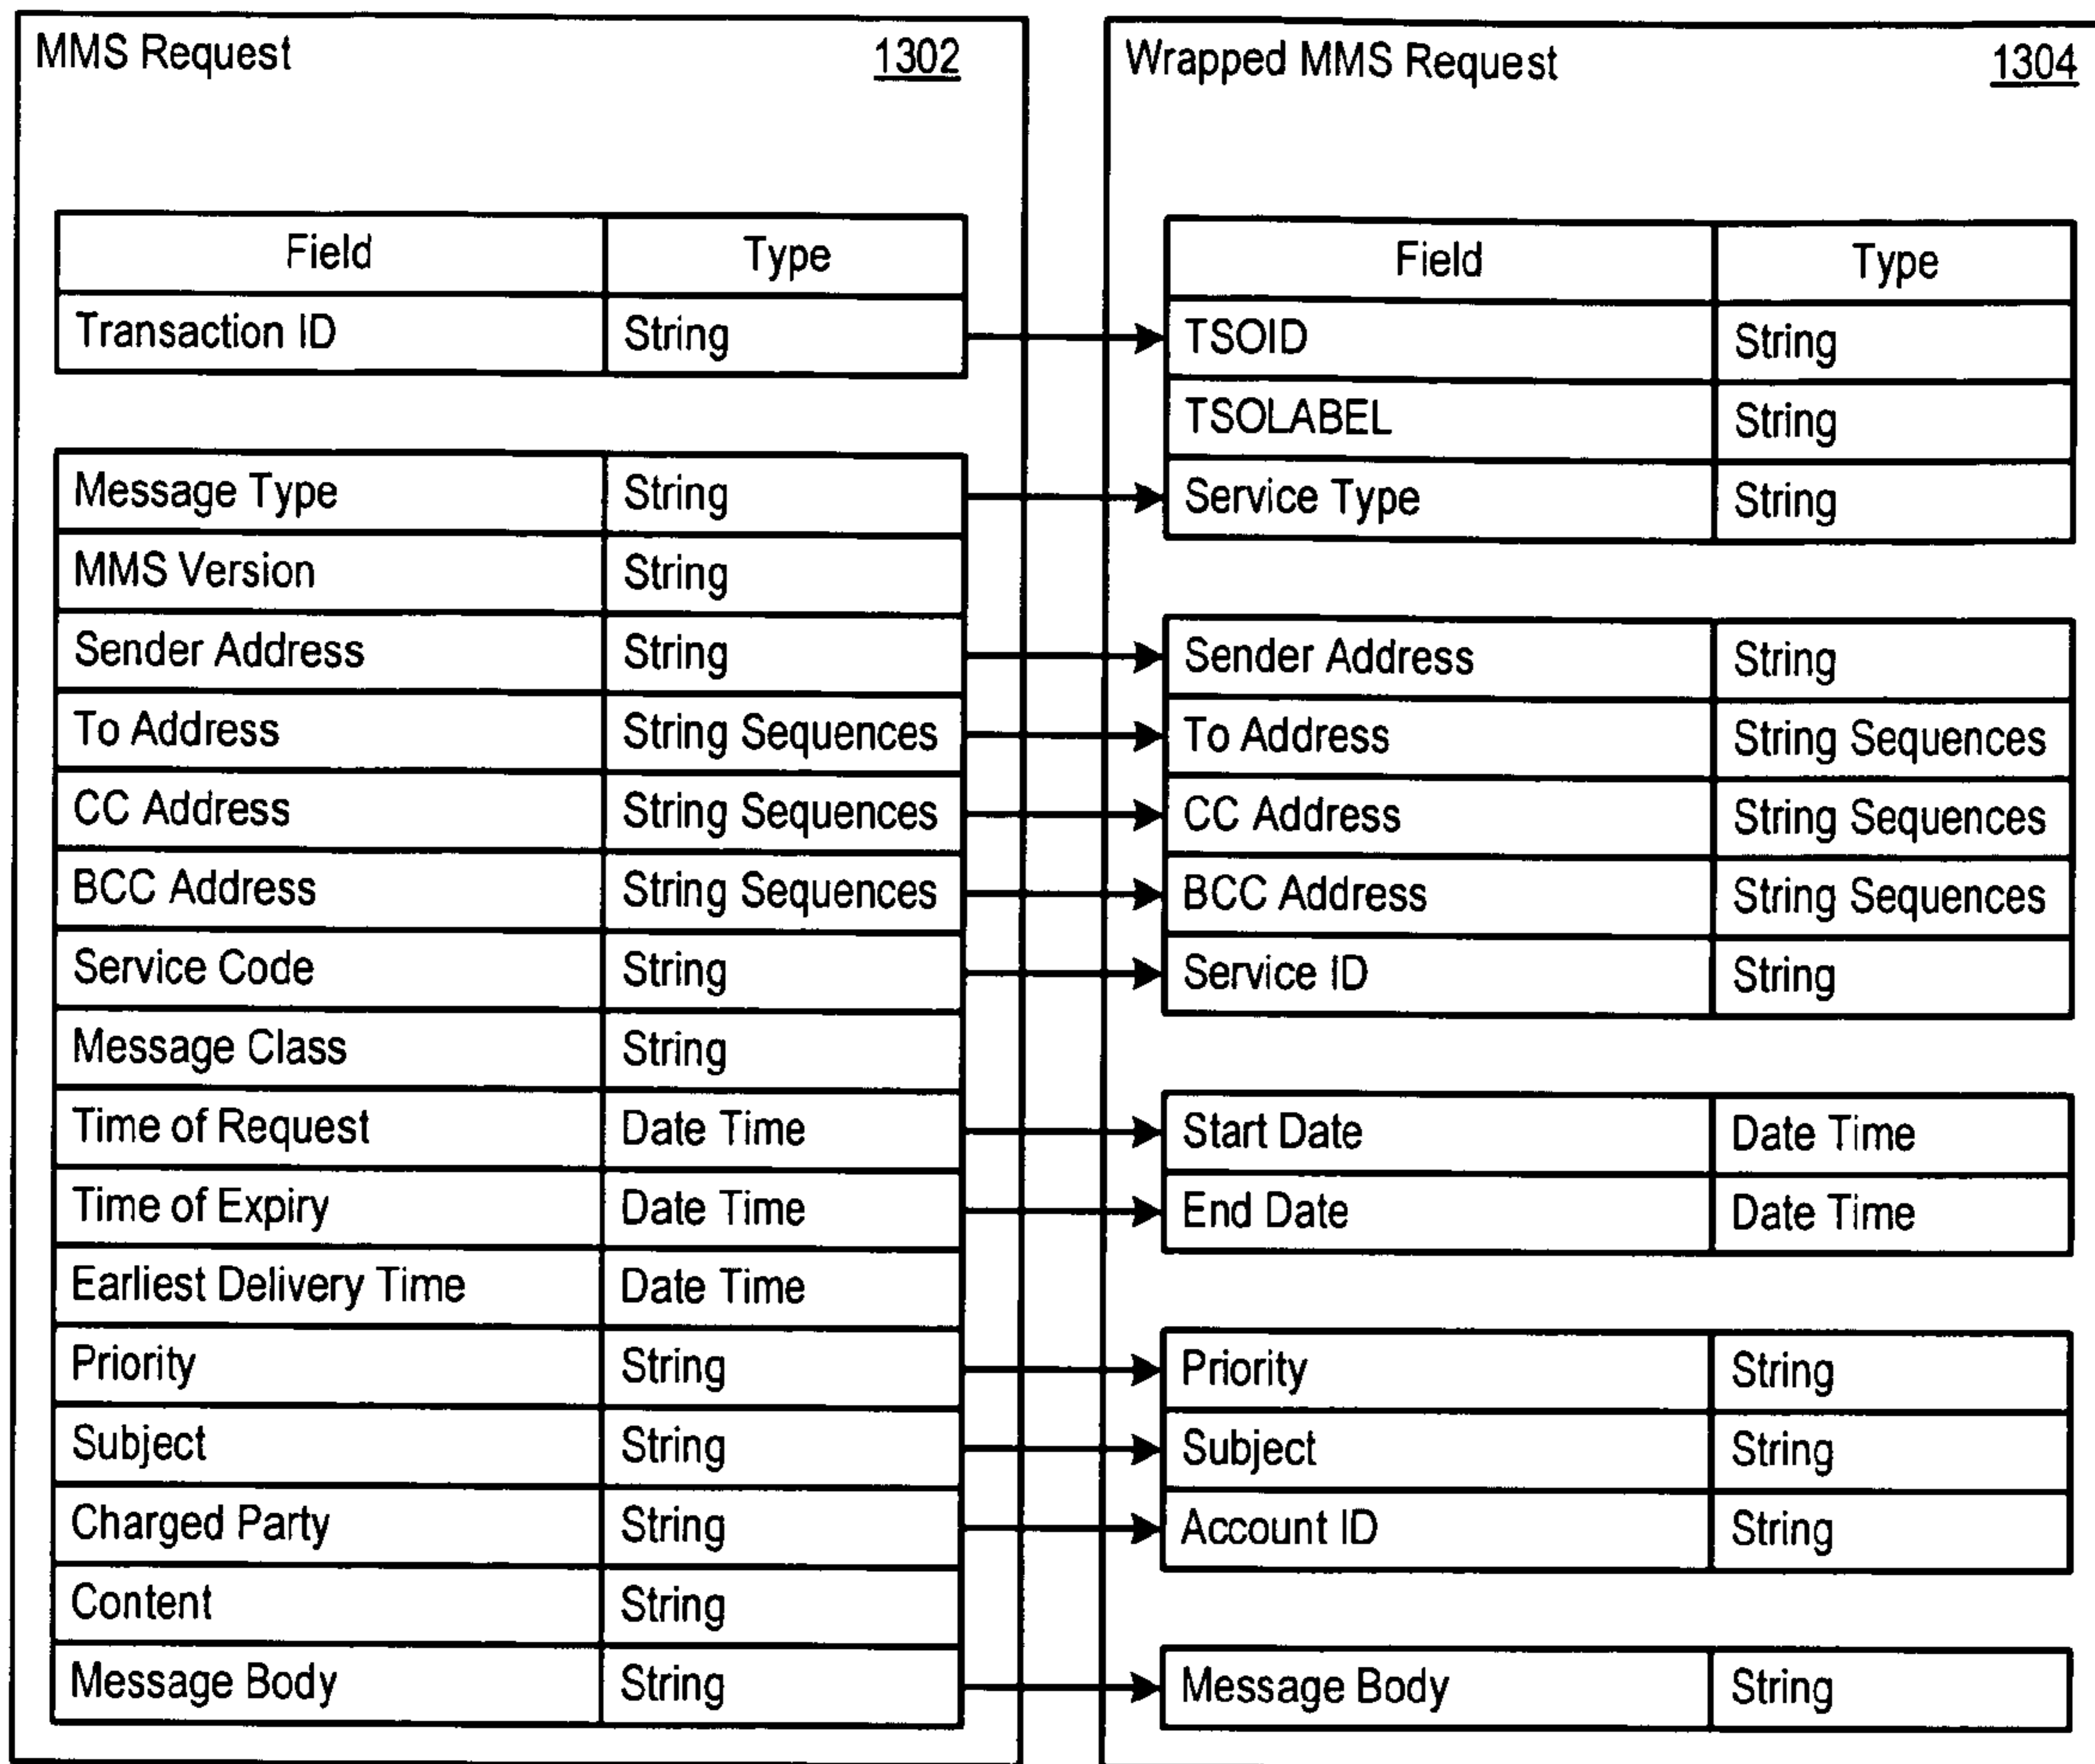 MMS Request 1302
Field Type
Transaction ID String
Message Type String
MMS Version String
Sender Address String
To Address String Sequences
CC Address String Sequences
BCC Address String Sequences
Service Code String
Message Class String
Time of Request Date Time
Time of Expiry Date Time
Earliest Delivery Time Date Time
Priority String
Subject String
Charged Party String
Content String
Message Body String
Wrapped MMS Request 1304
Field Type
TSOID String
TSOLABEL String
Service Type String
Sender Address String
To Address String Sequences
CC Address String Sequences
BCC Address String Sequences
Service ID String
Start Date Date Time
End Date Date Time
Priority String
Subject String
Account ID String
Message Body String